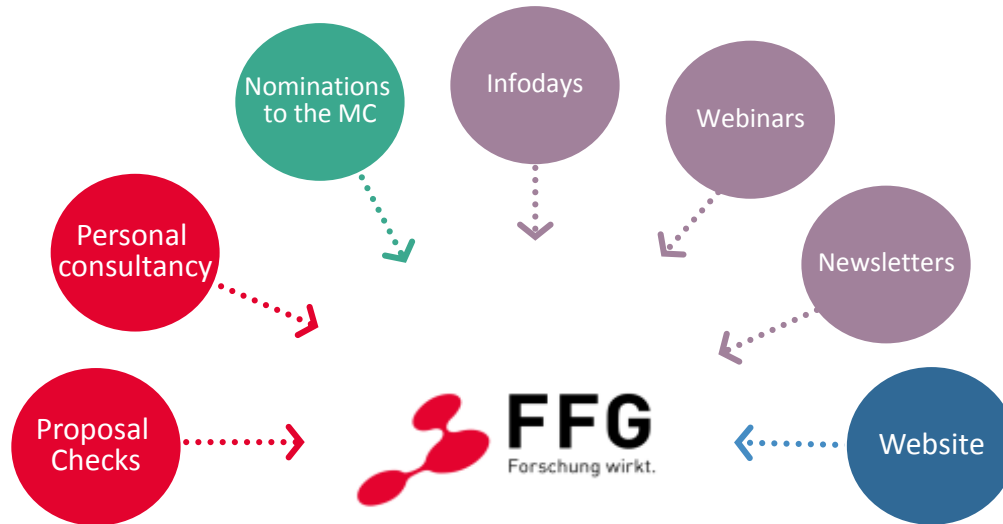 Nominations
to the MC
Infodays
Webinars
Personal
consultancy
Newsletters
Proposal
Checks
FFG
Forschung wirkt.
Website